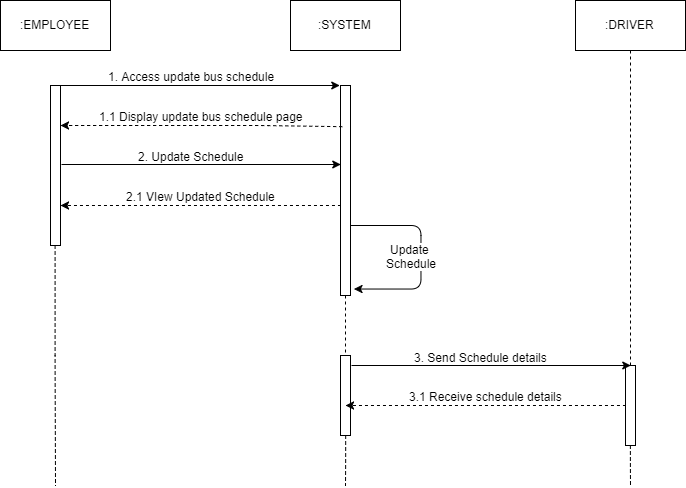 :EMPLOYEE
:SYSTEM
:DRIVER
1. Access update bus schedule
1.1 Display update bus schedule page
2. Update Schedule
2.1 VIew Updated Schedule
Update
Schedule
3. Send Schedule details
3.1 Receive schedule details